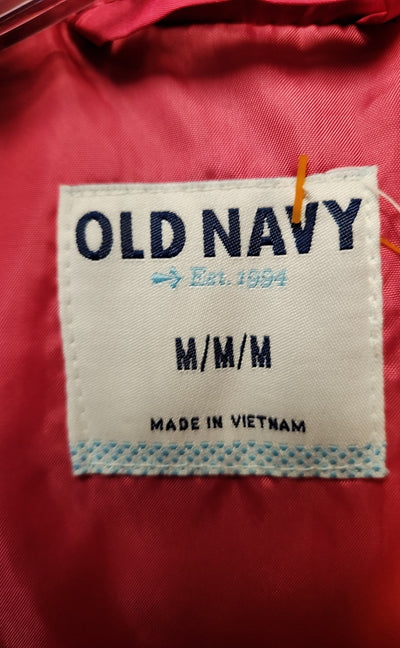 OLD NAVY
Est. 1994
M/M/M
MADE IN VIETNAM